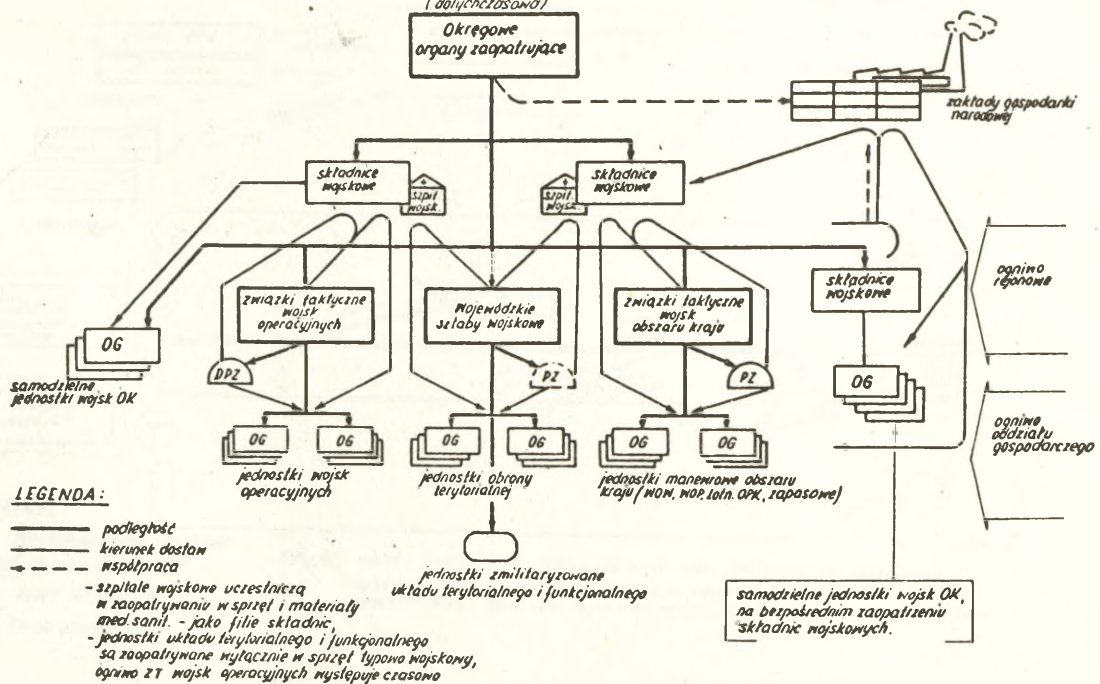 (dotychczasowa)
Okręgowe
organy zaopatrujące
zakłady gospodarki
narodowej
składnice
wojskowe
+
szpit.
wojsk.
+
szpit.
wojsk.
składnice
wojskowe
składnice
wojskowe
ogniwo
rejonowe
związki taktyczne
wojsk
operacyjnych
Wojewódzkie
sztaby wojskowe
związki taktyczne
wojsk
obszaru kraju
OG
samodzielne
jednostki wojsk OK
DPZ
PZ
PZ
OG
ogniwo
oddziału
gospodarczego
OG
OG
OG
OG
OG
OG
jednostki wojsk
operacyjnych
jednostki obrony
terytorialnej
jednostki manewrowe obszaru
kraju (WOW, WOP, lotn. OPK, zapasowe)
LEGENDA:
podległość
kierunek dostaw
współpraca
- szpitale wojskowe uczestniczą
w zaopatrywaniu w sprzęt i materiały
med. sanit. - jako filie składnic,
- jednostki układu terytorialnego i funkcjonalnego
są zaopatrywane wyłącznie w sprzęt typowo wojskowy,
ogniwo ZT wojsk operacyjnych występuje czasowo
jednostki zmilitaryzowane
układu terytorialnego i funkcjonalnego
samodzielne jednostki wojsk OK,
na bezpośrednim zaopatrzeniu
składnic wojskowych.